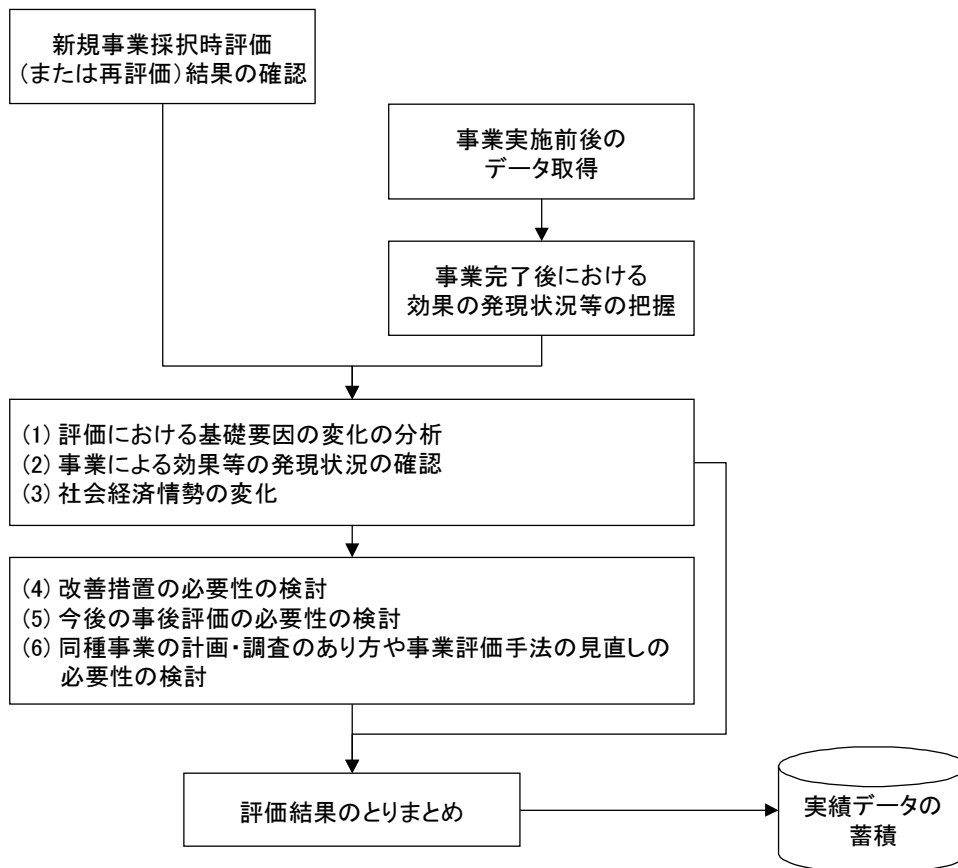 新規事業採択時評価
(または再評価)結果の確認
事業実施前後の
データ取得
事業完了後における
効果の発現状況等の把握
(1) 評価における基礎要因の変化の分析
(2) 事業による効果等の発現状況の確認
(3) 社会経済情勢の変化
(4) 改善措置の必要性の検討
(5) 今後の事後評価の必要性の検討
(6) 同種事業の計画・調査のあり方や事業評価手法の見直しの
必要性の検討
評価結果のとりまとめ
実績データの
蓄積